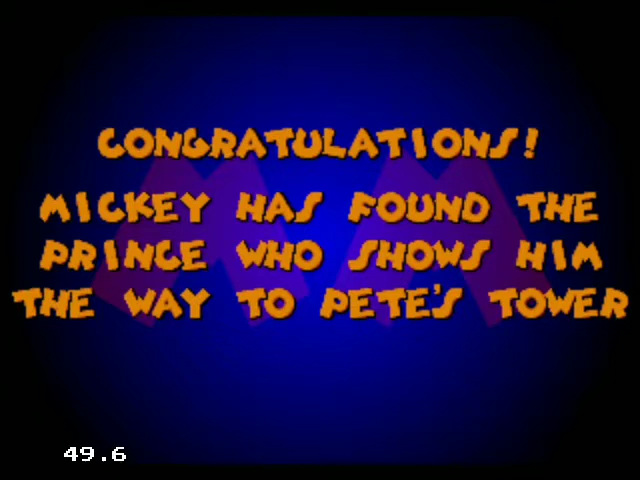 CONGRATULATIONS!
MICKEY HAS FOUND THE
PRINCE WHO SHOWS HIM
THE WAY TO PETE'S TOWER
49.6